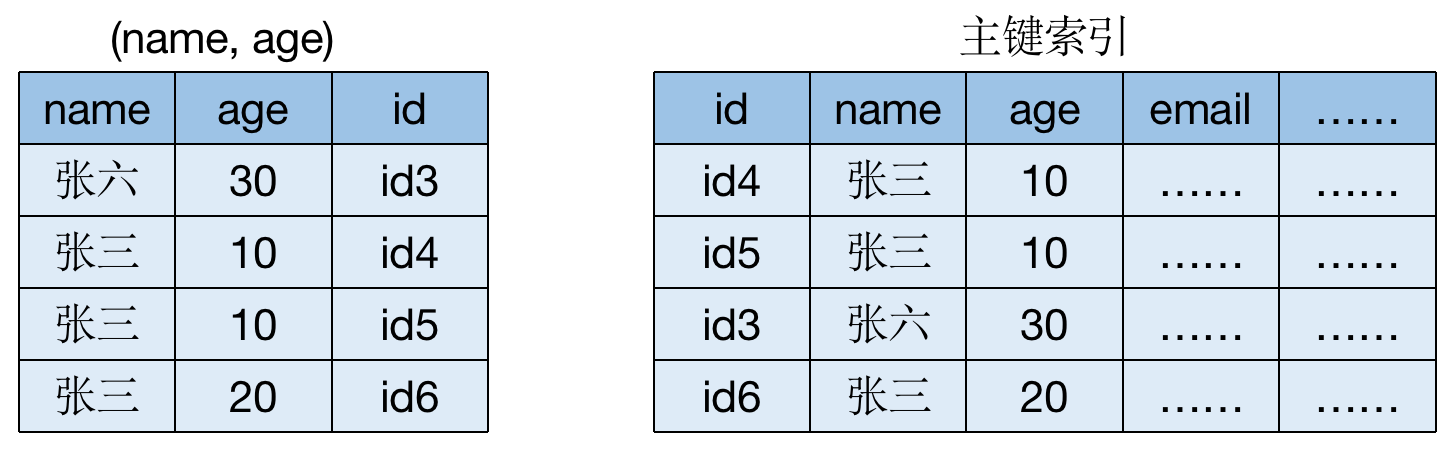 (name, age)
name age id
张六 30 id3
张三 10 id4
张三 10 id5
张三 20 id6
主键索引
id name age email ……
id4 张三 10 …… ……
id5 张三 10 …… ……
id3 张六 30 …… ……
id6 张三 20 …… ……